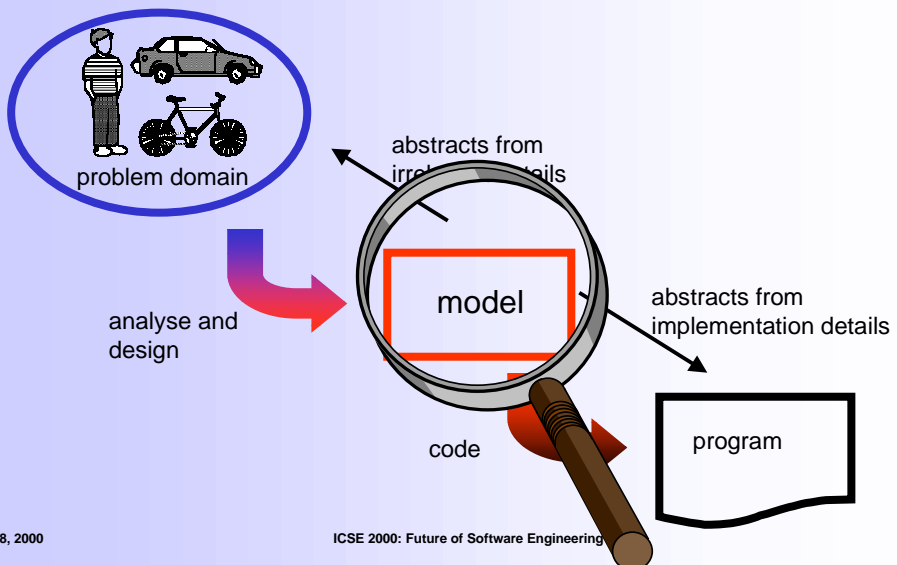 problem domain
abstracts from
analyse and
design
model
abstracts from
implementation details
code
program
8, 2000
ICSE 2000: Future of Software Engineering